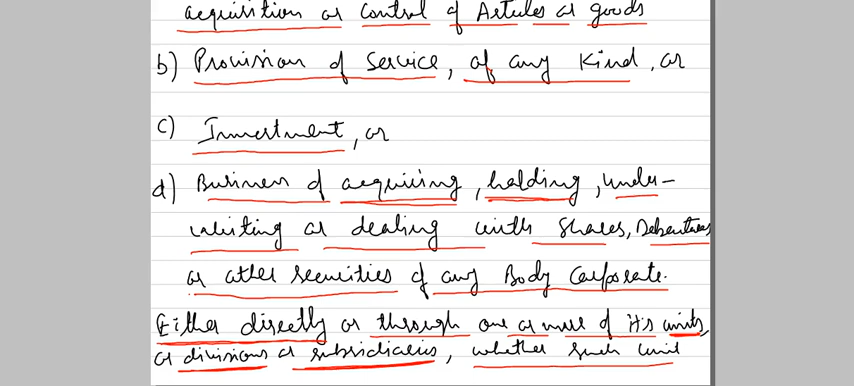 acquisition or control of Articles or goods
b) Provision of Service, of any kind, or
c) Investment, or
d) Business of acquiring, holding, under-
writing or dealing with shares, Debentures
or other securities of any Body Corporate.
Either directly or through one or more of its units,
or divisions or subsidiaries, whether such unit